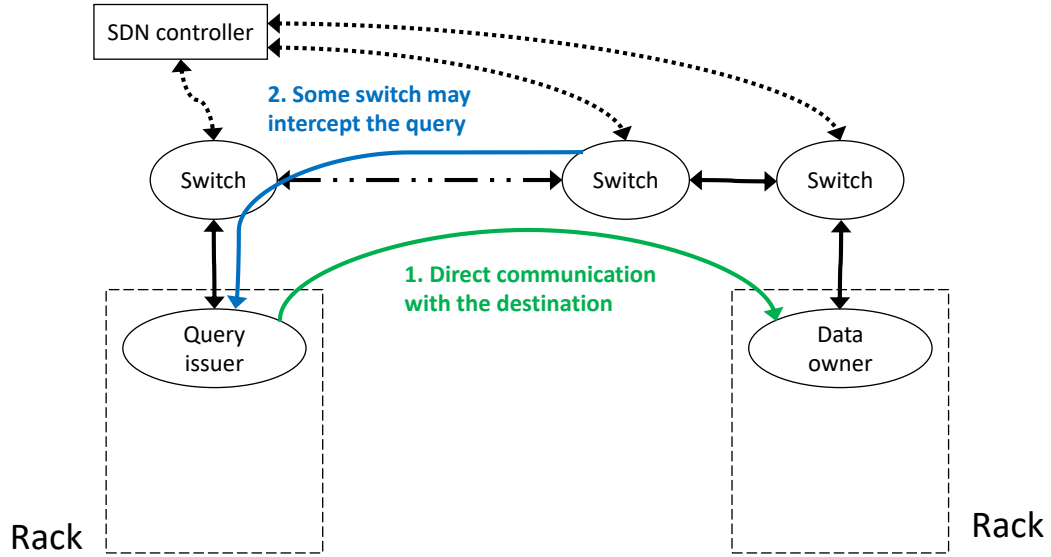 SDN controller
2. Some switch may
intercept the query
Switch
Switch
Switch
1. Direct communication
with the destination
Query
issuer
Data
owner
Rack
Rack